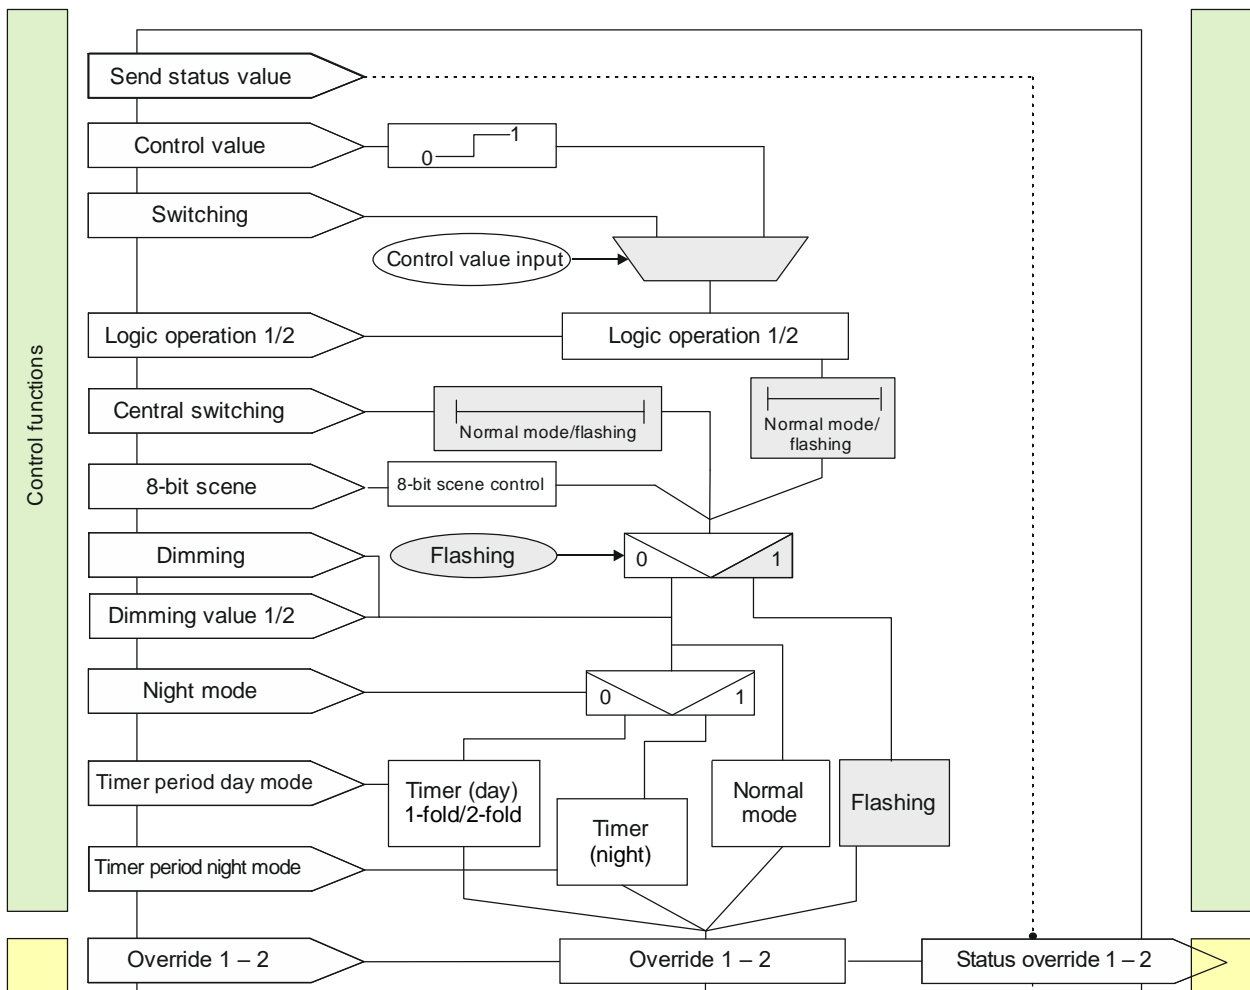 Control functions
Send status value
Control value
0
1
Switching
Control value input
Logic operation 1/2
Logic operation 1/2
Central switching
Normal mode/flashing
Normal mode/
flashing
8-bit scene
8-bit scene control
Dimming
Flashing
0
1
Dimming value 1/2
Night mode
0
1
Timer period day mode
Timer (day)
1-fold/2-fold
Timer
(night)
Normal
mode
Flashing
Timer period night mode
Override 1 – 2
Override 1 – 2
Status override 1 – 2